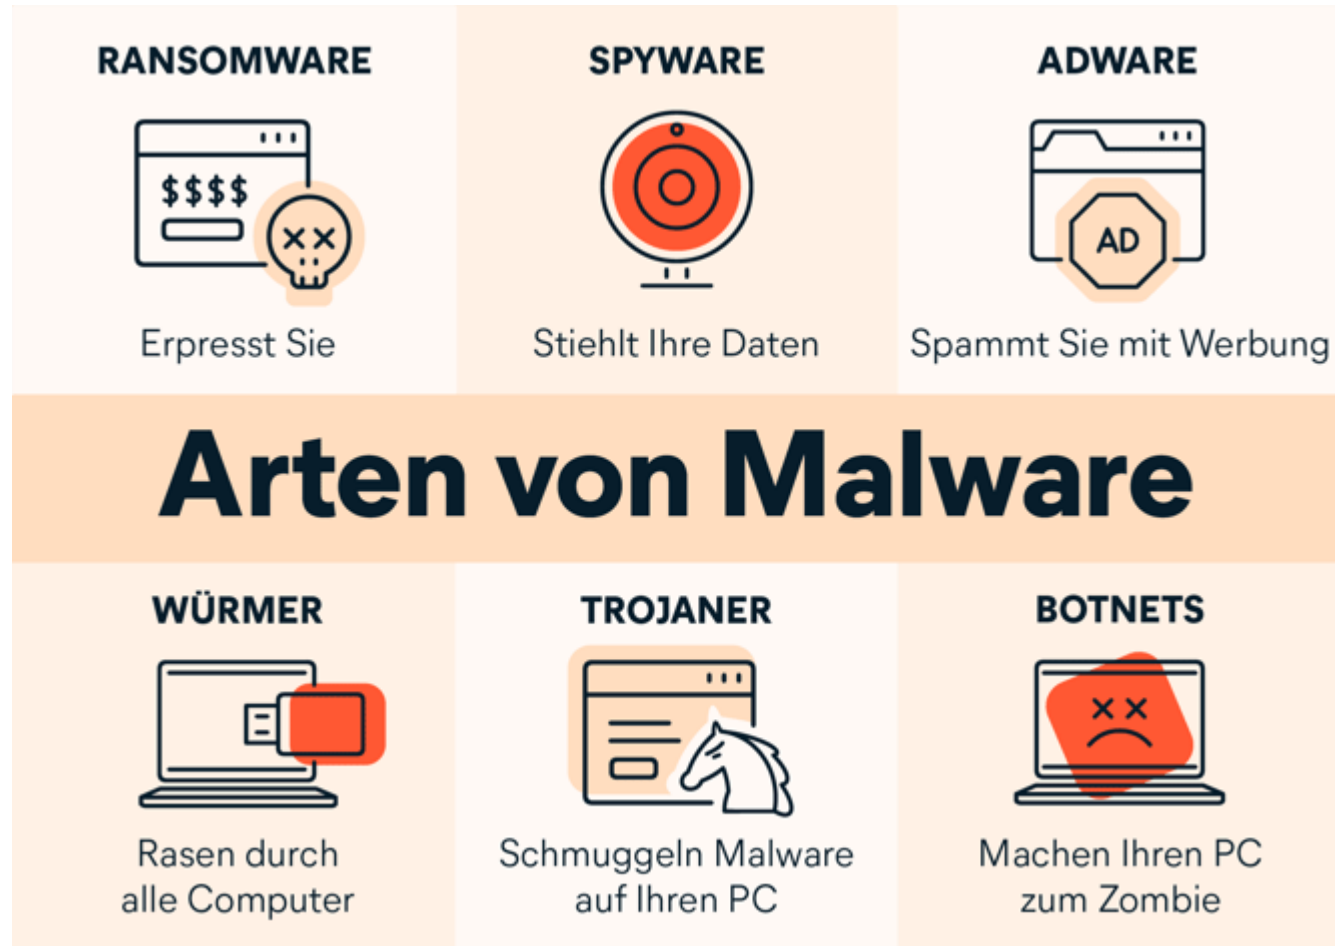 RANSOMWARE
$$$$
Erpresst Sie
SPYWARE
Stiehlt Ihre Daten
ADWARE
AD
Spammt Sie mit Werbung
Arten von Malware
WÜRMER
Rasen durch
alle Computer
TROJANER
Schmuggeln Malware
auf Ihren PC
BOTNETS
Machen Ihren PC
zum Zombie